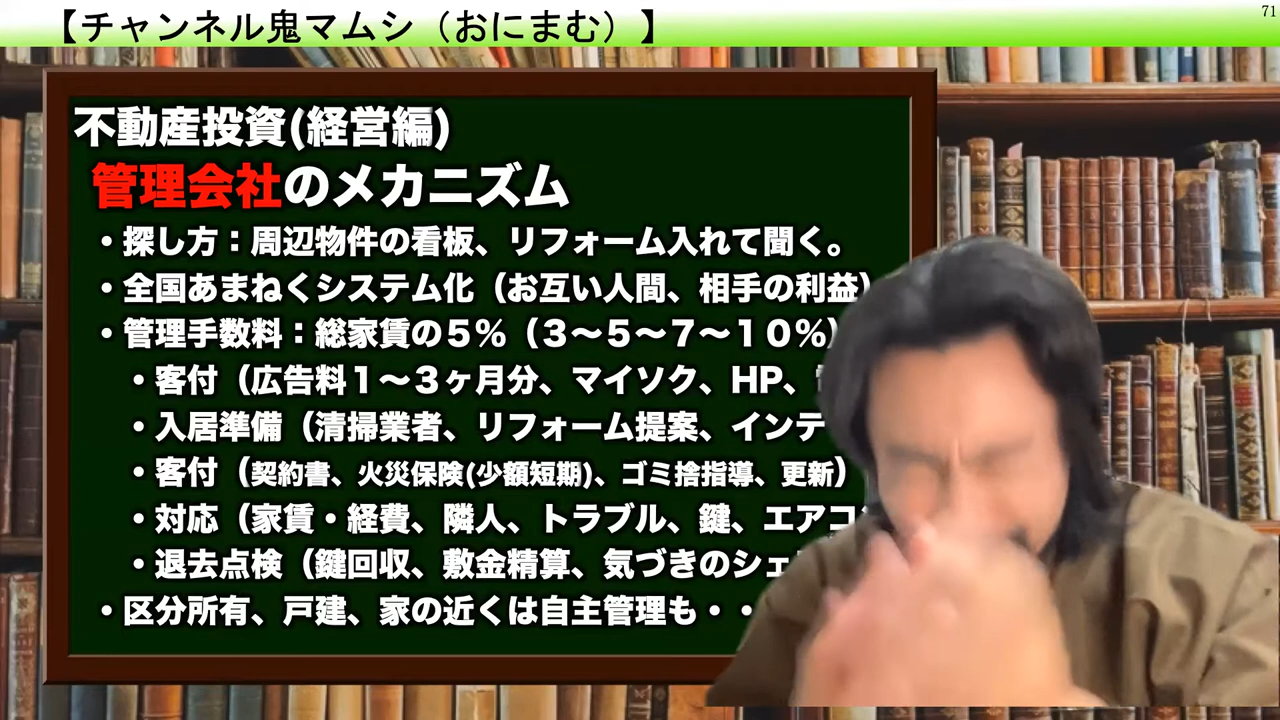 【チャンネル鬼マムシ（おにまむ）】
71
不動産投資(経営編)
管理会社のメカニズム
・探し方：周辺物件の看板、リフォーム入れて聞く。
・全国あまねくシステム化（お互い人間、相手の利益）
・管理手数料：総家賃の５％（３～５～７～１０％）
・客付（広告料１～３ヶ月分、マイソク、HP、
・入居準備（清掃業者、リフォーム提案、インテ
・客付（契約書、火災保険(少額短期)、ゴミ捨指導、更新）
・対応（家賃・経費、隣人、トラブル、鍵、エアコン
・退去点検（鍵回収、敷金精算、気づきのシェ
・区分所有、戸建、家の近くは自主管理も・・